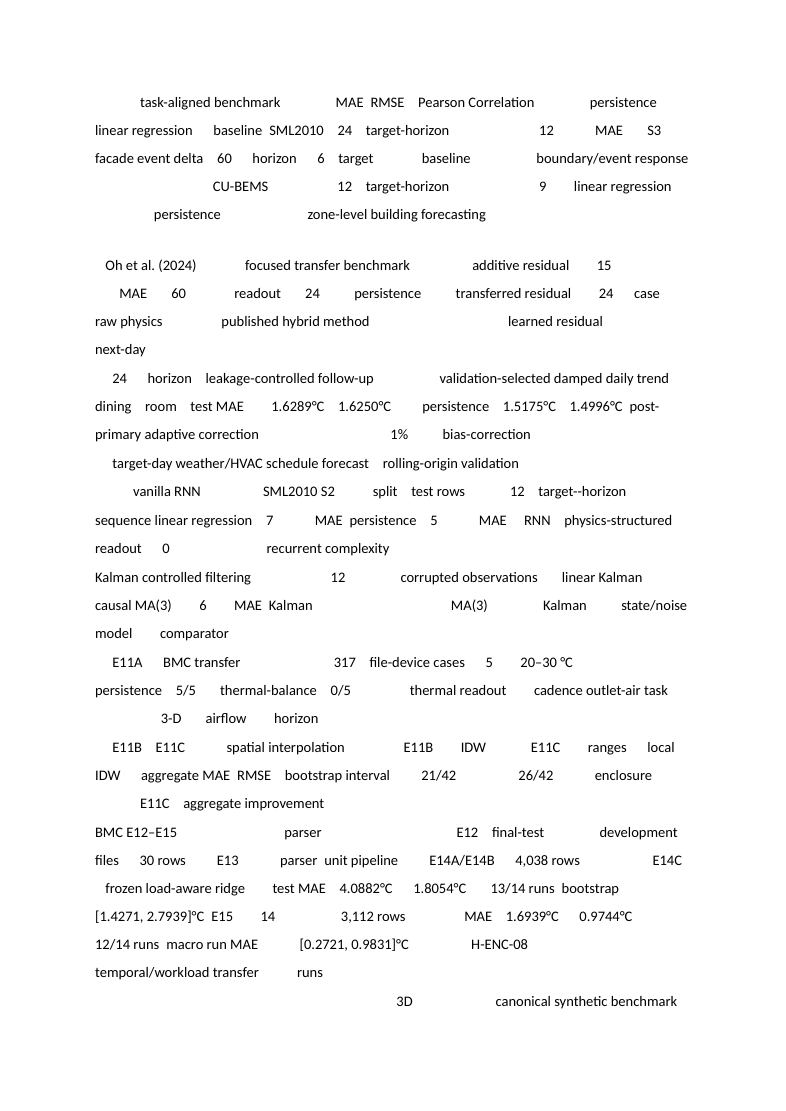 task-aligned benchmark MAE RMSE Pearson Correlation persistence
linear regression baseline SML2010 24 target-horizon 12 MAE S3
facade event delta 60 horizon 6 target baseline boundary/event response
CU-BEMS 12 target-horizon 9 linear regression
persistence zone-level building forecasting
Oh et al. (2024) focused transfer benchmark additive residual 15
MAE 60 readout 24 persistence transferred residual 24 case
raw physics published hybrid method learned residual
next-day
24 horizon leakage-controlled follow-up validation-selected damped daily trend
dining room test MAE 1.6289°C 1.6250°C persistence 1.5175°C 1.4996°C post-
primary adaptive correction 1% bias-correction
target-day weather/HVAC schedule forecast rolling-origin validation
vanilla RNN SML2010 S2 split test rows 12 target--horizon
sequence linear regression 7 MAE persistence 5 MAE RNN physics-structured
readout 0 recurrent complexity
Kalman controlled filtering 12 corrupted observations linear Kalman
causal MA(3) 6 MAE Kalman MA(3) Kalman state/noise
model comparator
E11A BMC transfer 317 file-device cases 5 20–30 °C
persistence 5/5 thermal-balance 0/5 thermal readout cadence outlet-air task
3-D airflow horizon
E11B E11C spatial interpolation E11B IDW E11C ranges local
IDW aggregate MAE RMSE bootstrap interval 21/42 26/42 enclosure
E11C aggregate improvement
BMC E12–E15 parser E12 final-test development
files 30 rows E13 parser unit pipeline E14A/E14B 4,038 rows E14C
frozen load-aware ridge test MAE 4.0882°C 1.8054°C 13/14 runs bootstrap
[1.4271, 2.7939]°C E15 14 3,112 rows MAE 1.6939°C 0.9744°C
12/14 runs macro run MAE [0.2721, 0.9831]°C H-ENC-08
temporal/workload transfer runs
3D canonical synthetic benchmark